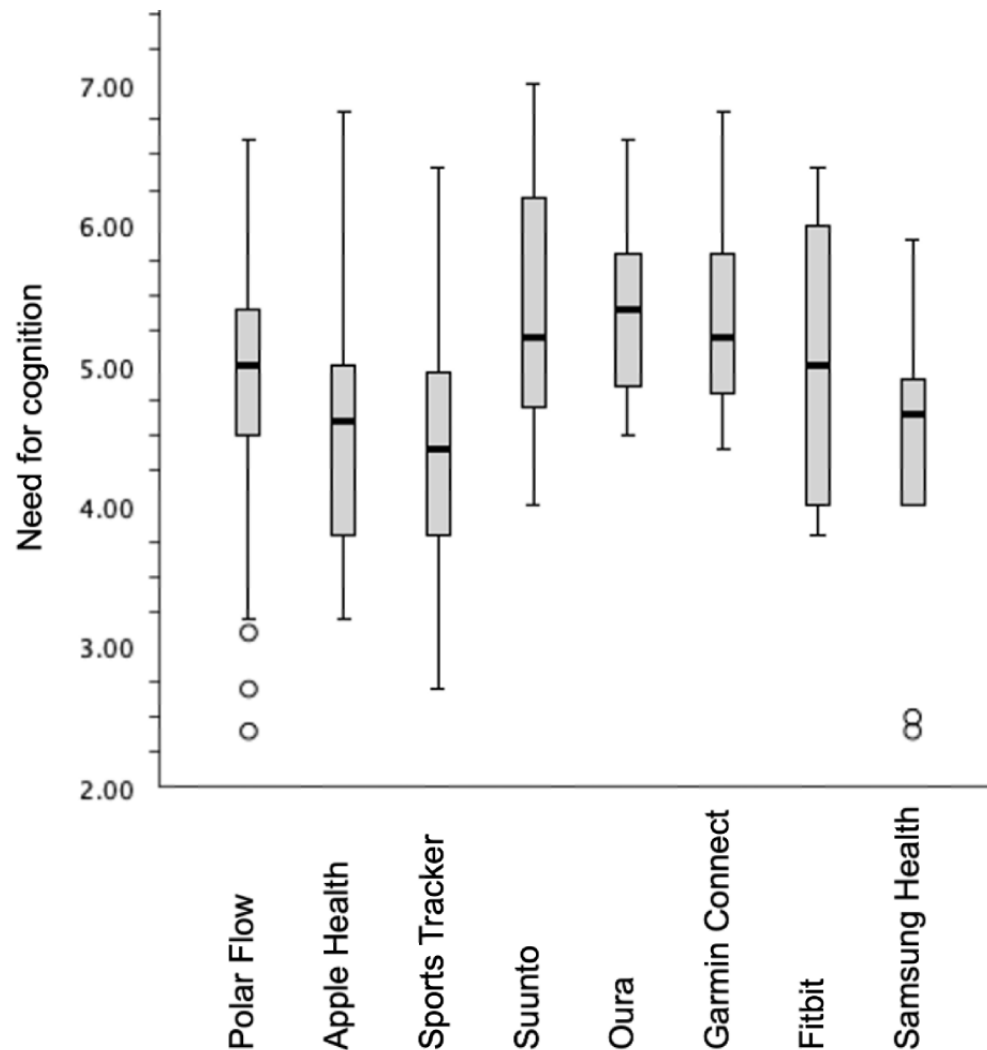 Need for cognition
7.00
6.00
5.00
4.00
3.00
2.00
Polar Flow
Apple Health
Sports Tracker
Suunto
Oura
Garmin Connect
Fitbit
Samsung Health